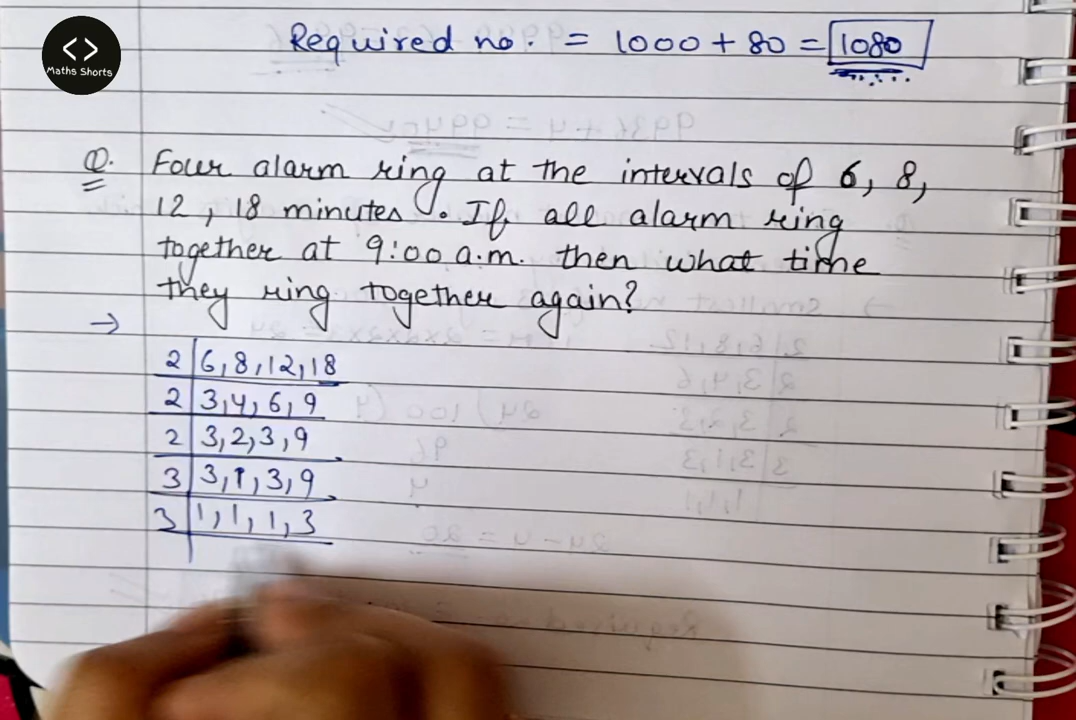 <>
Maths Shorts
Required no. = 1000 + 80 = 1080
Q. Four alarm ring at the intervals of 6, 8,
12, 18 minutes. If all alarm ring
together at 9:00 a.m. then what time
they ring together again?
→
2 | 6, 8, 12, 18
2 | 3, 4, 6, 9
2 | 3, 2, 3, 9
3 | 3, 1, 3, 9
3 | 1, 1, 1, 3